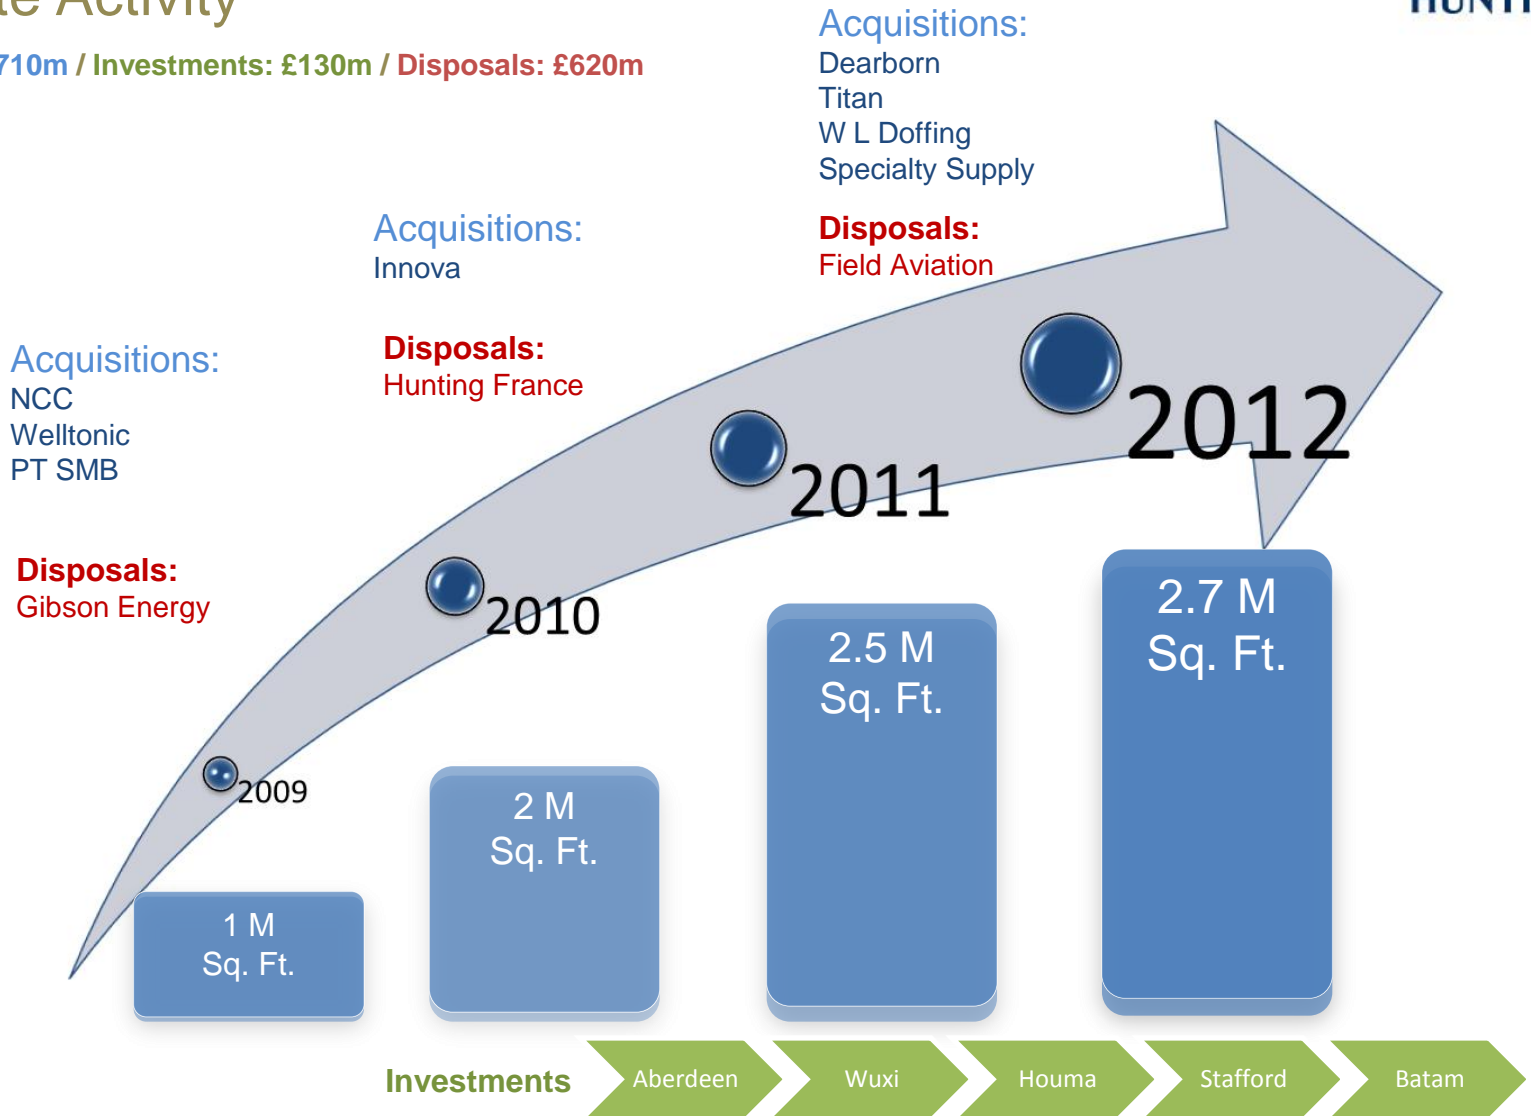 Activity
710m / Investments: £130m / Disposals: £620m
Acquisitions:
Dearborn
Titan
W L Doffing
Specialty Supply
Disposals:
Field Aviation
Acquisitions:
Innova
Disposals:
Hunting France
Acquisitions:
NCC
Welltonic
PT SMB
Disposals:
Gibson Energy
2009
2010
2011
2012
1 M
Sq. Ft.
2 M
Sq. Ft.
2.5 M
Sq. Ft.
2.7 M
Sq. Ft.
Investments
Aberdeen
Wuxi
Houma
Stafford
Batam